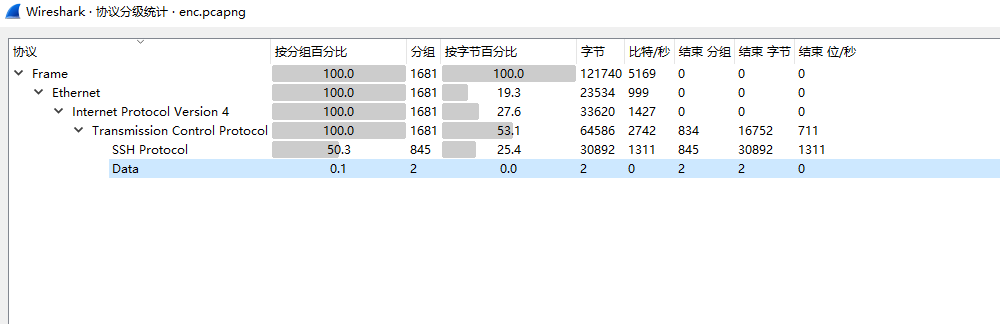 Wireshark · 协议分级统计 · enc.pcapng
协议 按分组百分比 分组 按字节百分比 字节 比特/秒 结束 分组 结束 字节 结束 位/秒
Frame 100.0 1681 100.0 121740 5169 0 0 0
Ethernet 100.0 1681 19.3 23534 999 0 0 0
Internet Protocol Version 4 100.0 1681 27.6 33620 1427 0 0 0
Transmission Control Protocol 100.0 1681 53.1 64586 2742 834 16752 711
SSH Protocol 50.3 845 25.4 30892 1311 845 30892 1311
Data 0.1 2 0.0 2 0 2 2 0